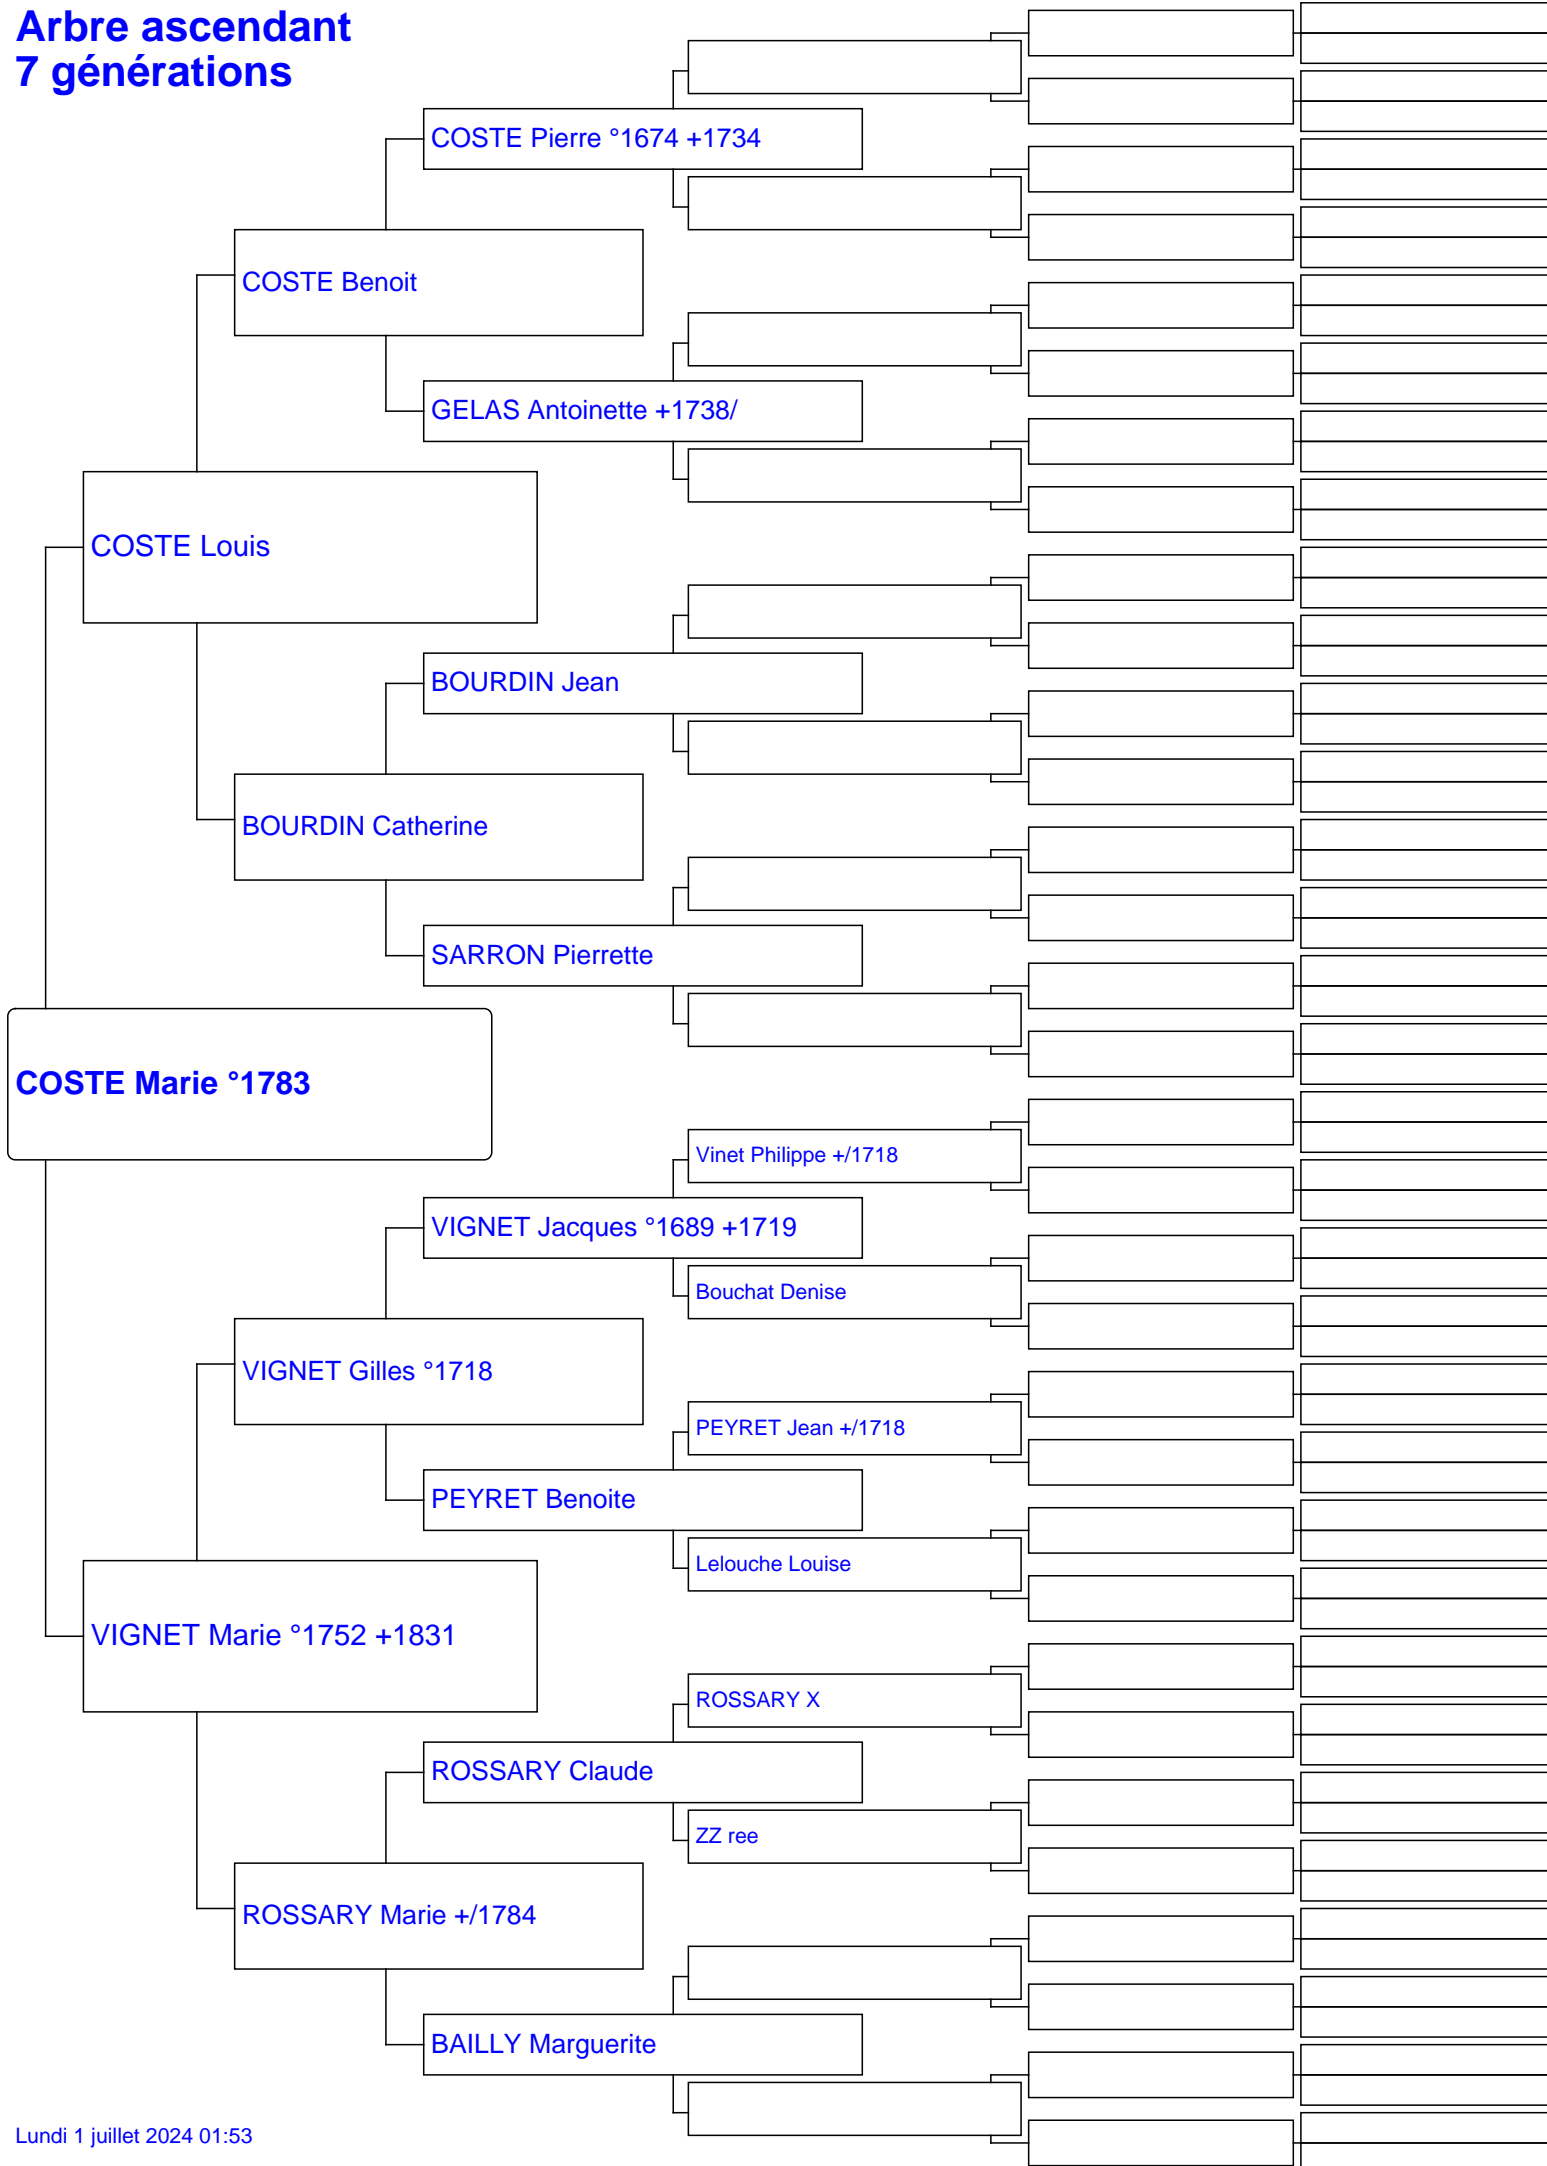 Arbre ascendant
7 générations
COSTE Pierre °1674 +1734
COSTE Benoit
GELAS Antoinette +1738/
COSTE Louis
BOURDIN Jean
BOURDIN Catherine
SARRON Pierrette
COSTE Marie °1783
Vinet Philippe +/1718
VIGNET Jacques °1689 +1719
Bouchat Denise
VIGNET Gilles °1718
PEYRET Jean +/1718
PEYRET Benoite
Lelouche Louise
VIGNET Marie °1752 +1831
ROSSARY X
ROSSARY Claude
ZZ ree
ROSSARY Marie +/1784
BAILLY Marguerite
Lundi 1 juillet 2024 01:53